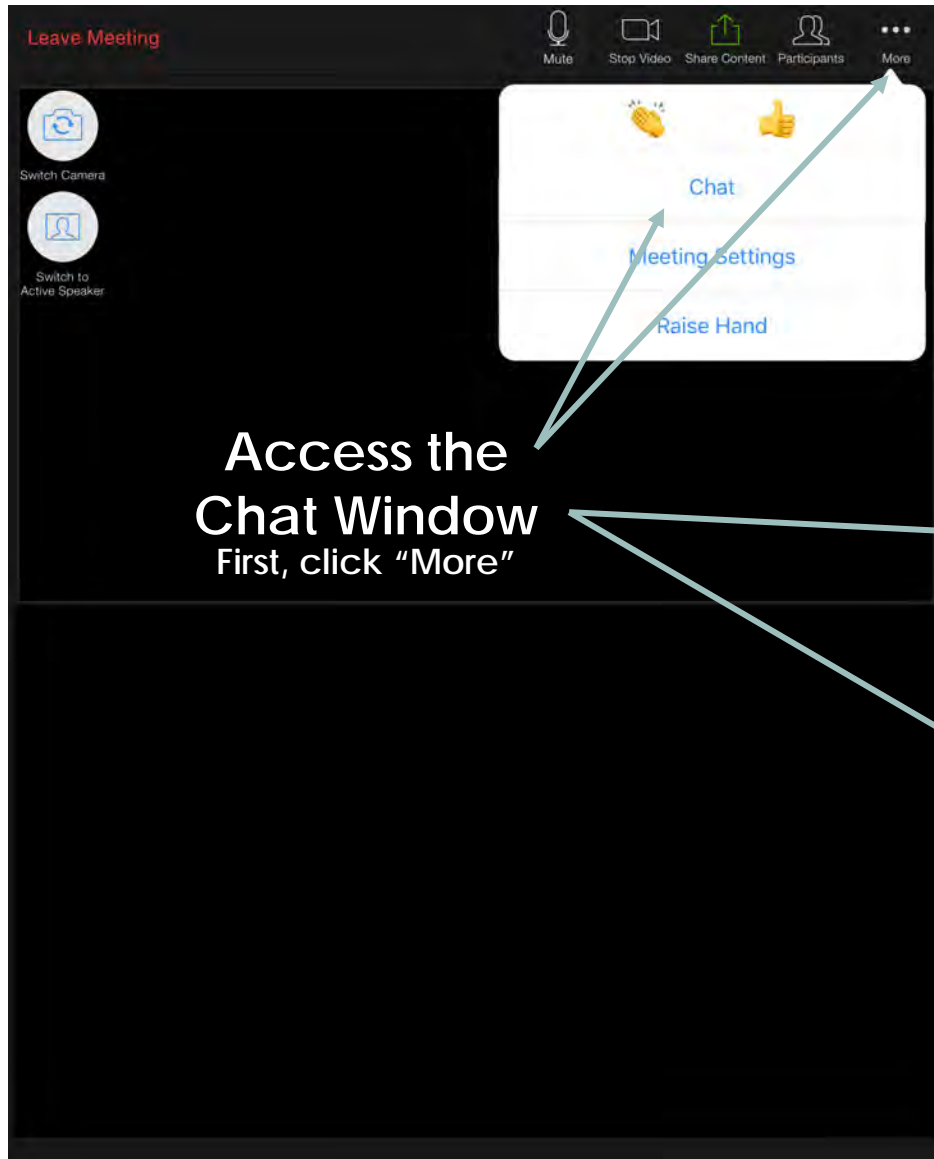 Leave Meeting
Mute
Stop Video
Share Content
Participants
More
Switch Camera
Switch to
Active Speaker
Chat
Meeting Settings
Raise Hand
Access the
Chat Window
First, click “More”